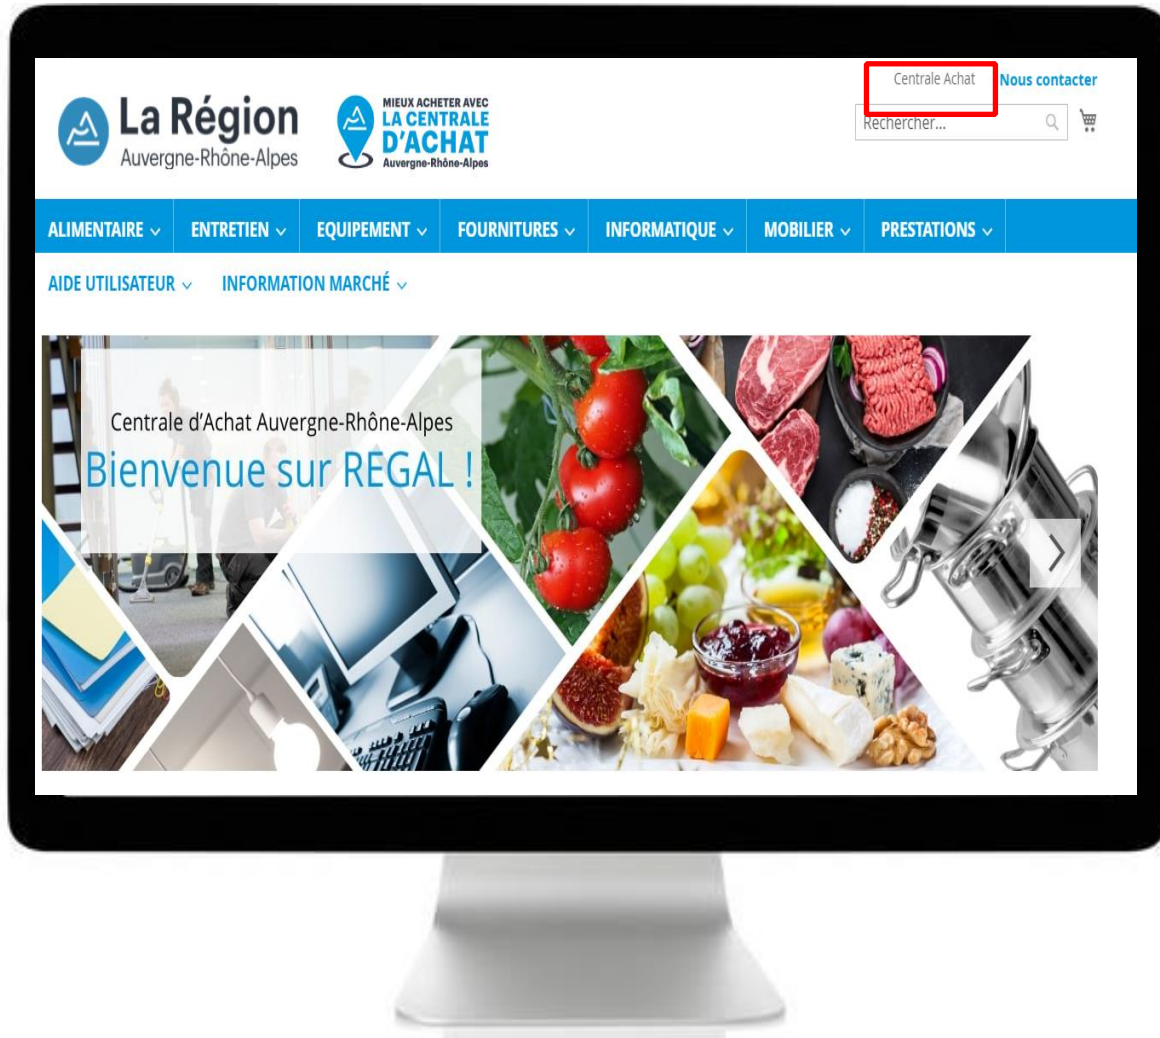 Centrale Achat
Nous contacter
La Région
Auvergne-Rhône-Alpes
MIEUX ACHETER AVEC
LA CENTRALE
D'ACHAT
Auvergne-Rhône-Alpes
Rechercher...
ALIMENTAIRE ENTRETIEN EQUIPEMENT FOURNITURES INFORMATIQUE MOBILIER PRESTATIONS
AIDE UTILISATEUR INFORMATION MARCHÉ
Centrale d'Achat Auvergne-Rhône-Alpes
Bienvenue sur REGAL !